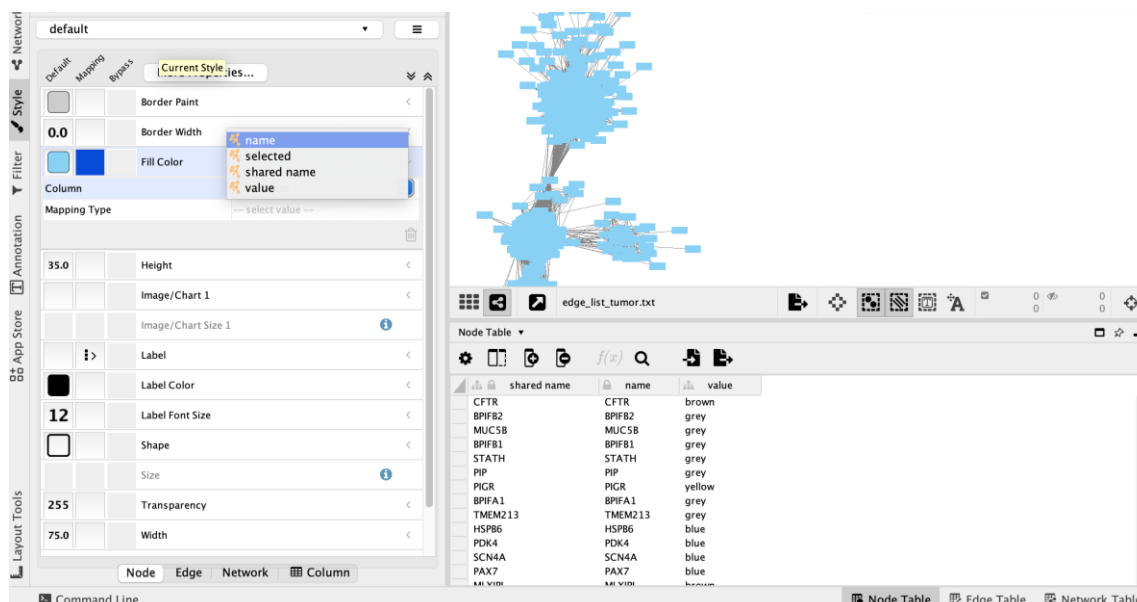 Network
Style
Filter
Annotation
App Store
Layout Tools
default
Default Mapping Bypass
Current Style
Border Paint
0.0 Border Width
Fill Color
name
selected
shared name
value
Column
Mapping Type -- select value --
35.0 Height
Image/Chart 1
Image/Chart Size 1
Label
Label Color
12 Label Font Size
Shape
Size
255 Transparency
75.0 Width
Node Edge Network Column
Command Line
edge_list_tumor.txt
0 0
0 0
Node Table
f(x)
shared name name value
CFTR CFTR brown
BPIFB2 BPIFB2 grey
MUC5B MUC5B grey
BPIFB1 BPIFB1 grey
STATH STATH grey
PIP PIP grey
PIGR PIGR yellow
BPIFA1 BPIFA1 grey
TMEM213 TMEM213 grey
HSPB6 HSPB6 blue
PDK4 PDK4 blue
SCN4A SCN4A blue
PAX7 PAX7 blue
MLXIPL MLXIPL brown
Node Table Edge Table Network Table